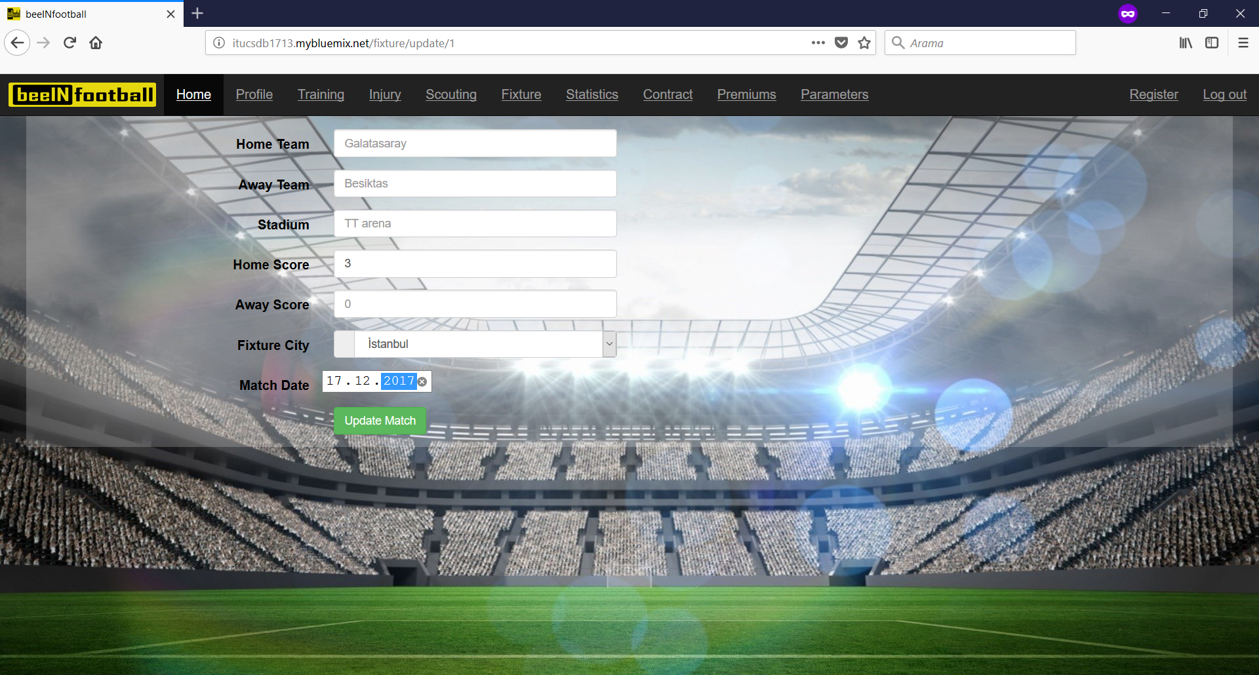 beeINfootball
itucsdb1713.mybluemix.net/fixture/update/1
Arama
beeINfootball Home Profile Training Injury Scouting Fixture Statistics Contract Premiums Parameters Register Log out
Home Team Galatasaray
Away Team Besiktas
Stadium TT arena
Home Score 3
Away Score 0
Fixture City İstanbul
Match Date 17.12.2017
Update Match